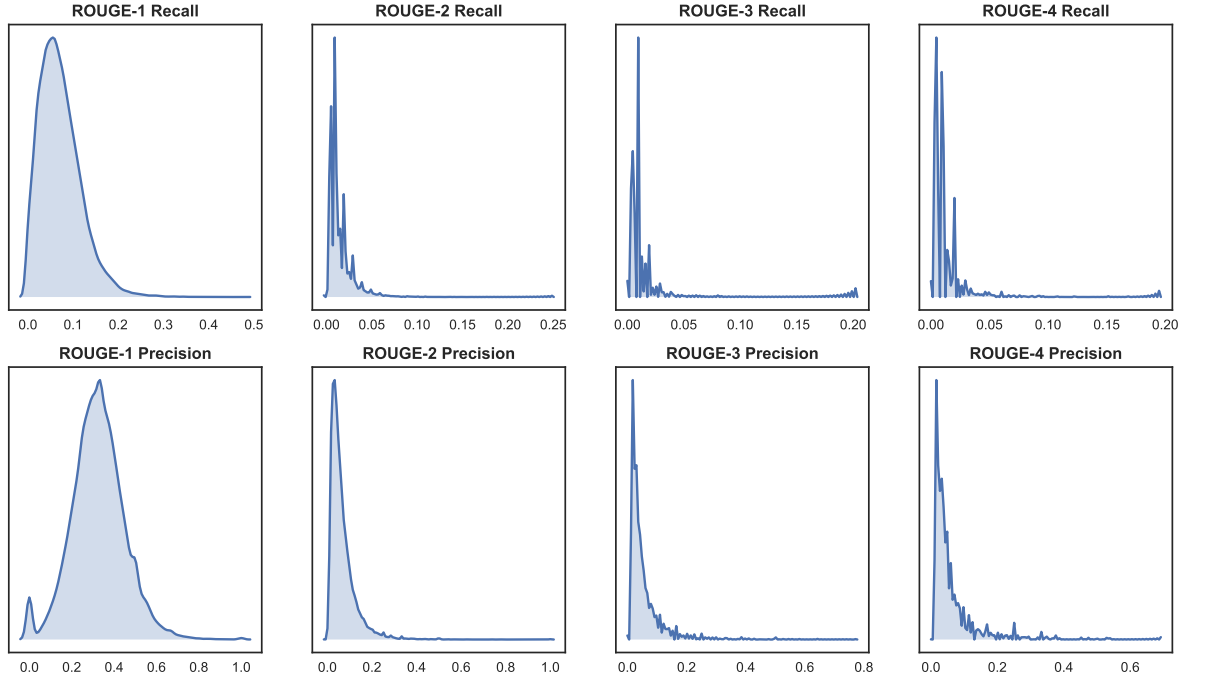 ROUGE-1 Recall ROUGE-2 Recall ROUGE-3 Recall ROUGE-4 Recall
0.0 0.1 0.2 0.3 0.4 0.5 0.00 0.05 0.10 0.15 0.20 0.25 0.00 0.05 0.10 0.15 0.20 0.00 0.05 0.10 0.15 0.20
ROUGE-1 Precision ROUGE-2 Precision ROUGE-3 Precision ROUGE-4 Precision
0.0 0.2 0.4 0.6 0.8 1.0 0.0 0.2 0.4 0.6 0.8 1.0 0.0 0.2 0.4 0.6 0.8 0.0 0.2 0.4 0.6